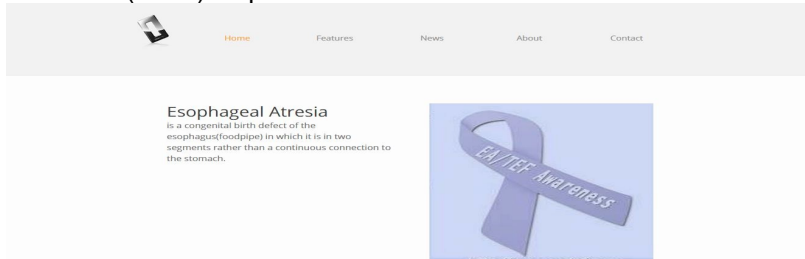 Home Features News About Contact
Esophageal Atresia
is a congenital birth defect of the
esophagus(foodpipe) in which it is in two
segments rather than a continuous connection to
the stomach.
EA/TEF Awareness